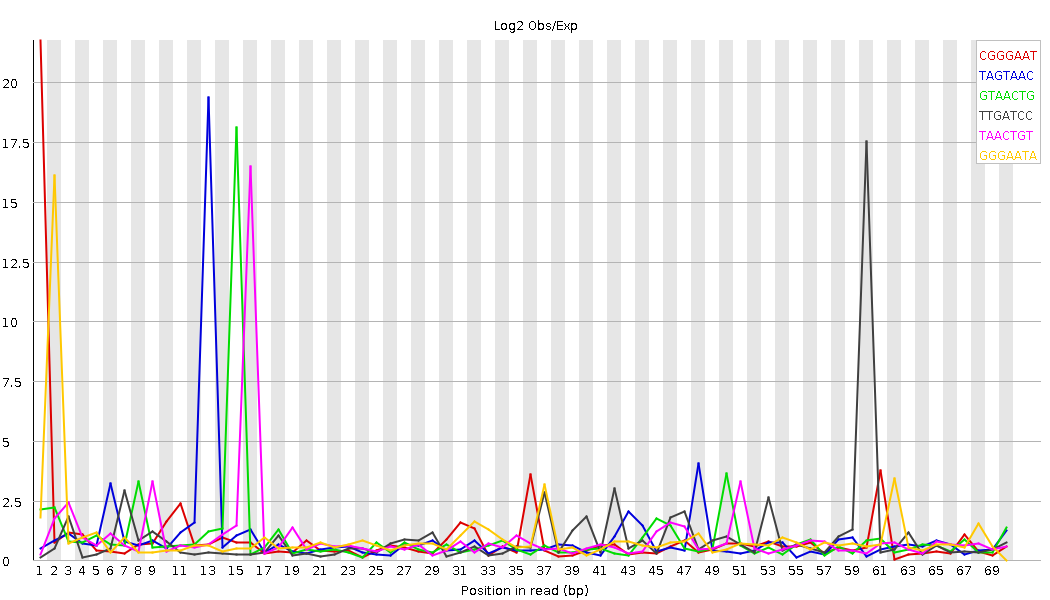 Log2 Obs/Exp
CGGGAAT
TAGTAAC
GTAACTG
TTGATCC
TAACTGT
GGGAATA
20
17.5
15
12.5
10
7.5
5
2.5
0
1 2 3 4 5 6 7 8 9 11 13 15 17 19 21 23 25 27 29 31 33 35 37 39 41 43 45 47 49 51 53 55 57 59 61 63 65 67 69
Position in read (bp)